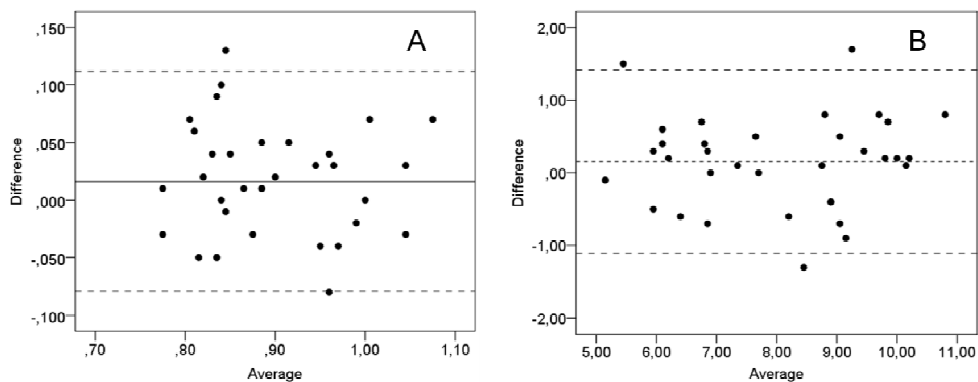 A
Difference
,150
,100
,050
,000
-,050
-,100
,70 ,80 ,90 1,00 1,10
Average
B
Difference
2,00
1,00
,00
-1,00
-2,00
5,00 6,00 7,00 8,00 9,00 10,00 11,00
Average